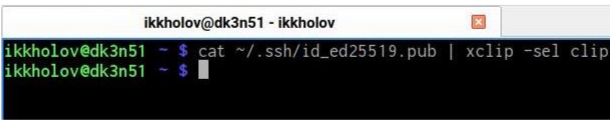 ikkholov@dk3n51 - ikkholov
ikkholov@dk3n51 ~ $ cat ~/.ssh/id_ed25519.pub | xclip -sel clip
ikkholov@dk3n51 ~ $